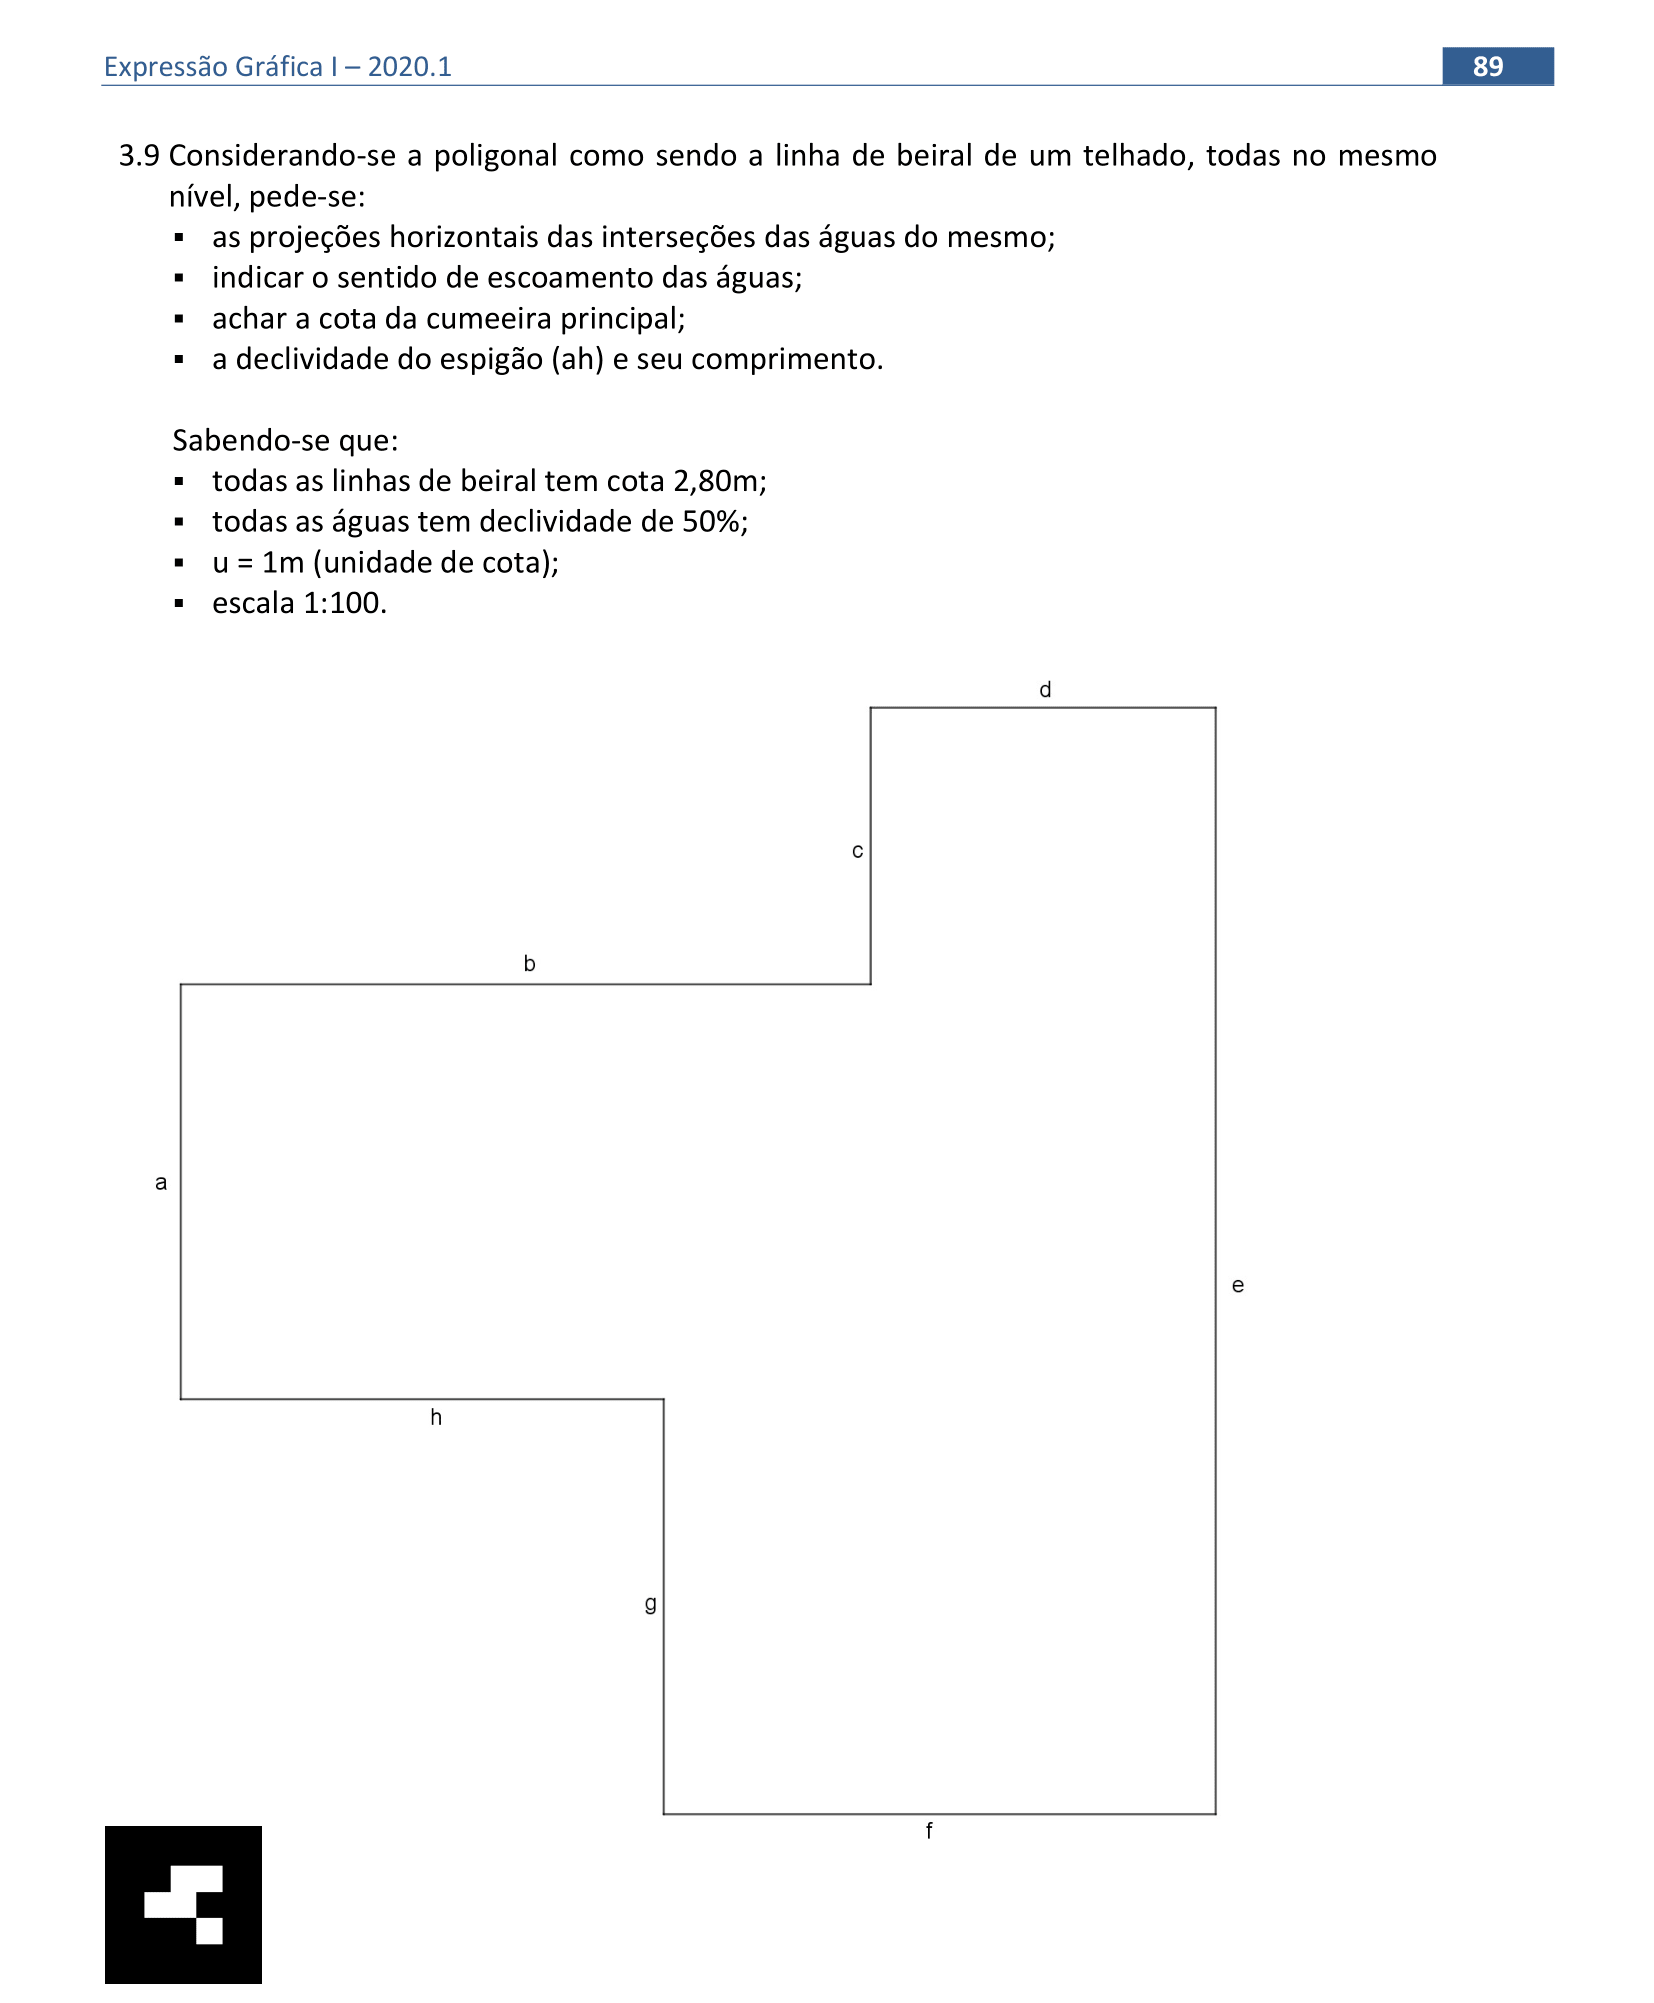 Expressão Gráfica I – 2020.1 89
3.9 Considerando-se a poligonal como sendo a linha de beiral de um telhado, todas no mesmo
nível, pede-se:
▪ as projeções horizontais das interseções das águas do mesmo;
▪ indicar o sentido de escoamento das águas;
▪ achar a cota da cumeeira principal;
▪ a declividade do espigão (ah) e seu comprimento.
Sabendo-se que:
▪ todas as linhas de beiral tem cota 2,80m;
▪ todas as águas tem declividade de 50%;
▪ u = 1m (unidade de cota);
▪ escala 1:100.
d
c
b
a
e
h
g
f